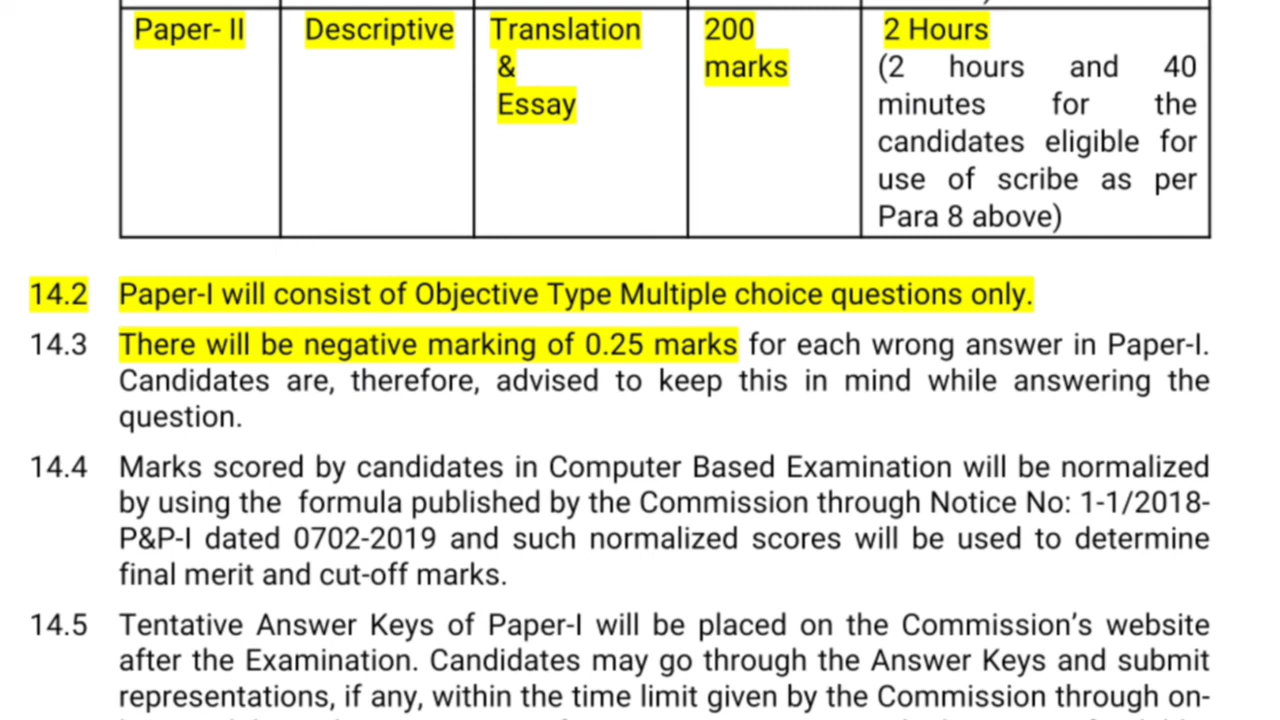 Paper- II Descriptive Translation 200 2 Hours
& marks (2 hours and 40
Essay minutes for the
candidates eligible for
use of scribe as per
Para 8 above)
14.2 Paper-I will consist of Objective Type Multiple choice questions only.
14.3 There will be negative marking of 0.25 marks for each wrong answer in Paper-I.
Candidates are, therefore, advised to keep this in mind while answering the
question.
14.4 Marks scored by candidates in Computer Based Examination will be normalized
by using the formula published by the Commission through Notice No: 1-1/2018-
P&P-I dated 0702-2019 and such normalized scores will be used to determine
final merit and cut-off marks.
14.5 Tentative Answer Keys of Paper-I will be placed on the Commission's website
after the Examination. Candidates may go through the Answer Keys and submit
representations, if any, within the time limit given by the Commission through on-